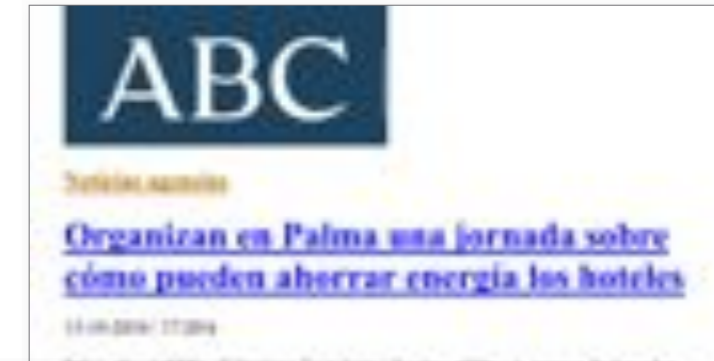 ABC
Noticias agencias
Organizan en Palma una jornada sobre
cómo pueden ahorrar energía los hoteles